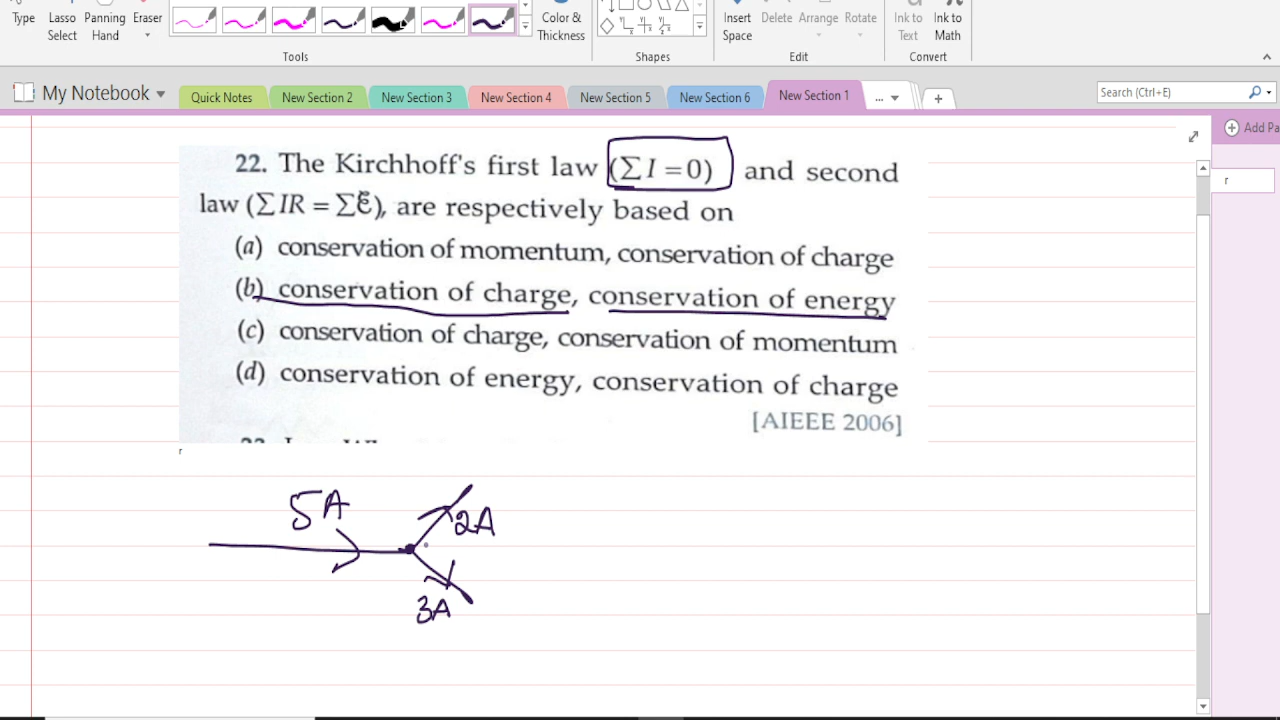 Type Lasso Select Panning Hand Eraser
Color & Thickness
Insert Space Delete Arrange Rotate
Ink to Text Ink to Math
Tools Shapes Edit Convert
My Notebook Quick Notes New Section 2 New Section 3 New Section 4 New Section 5 New Section 6 New Section 1 ... + Search (Ctrl+E)
Add Pa
r
22. The Kirchhoff's first law (∑I = 0) and second
law (∑IR = ∑ℰ), are respectively based on
(a) conservation of momentum, conservation of charge
(b) conservation of charge, conservation of energy
(c) conservation of charge, conservation of momentum
(d) conservation of energy, conservation of charge
[AIEEE 2006]
r
5A
2A
3A